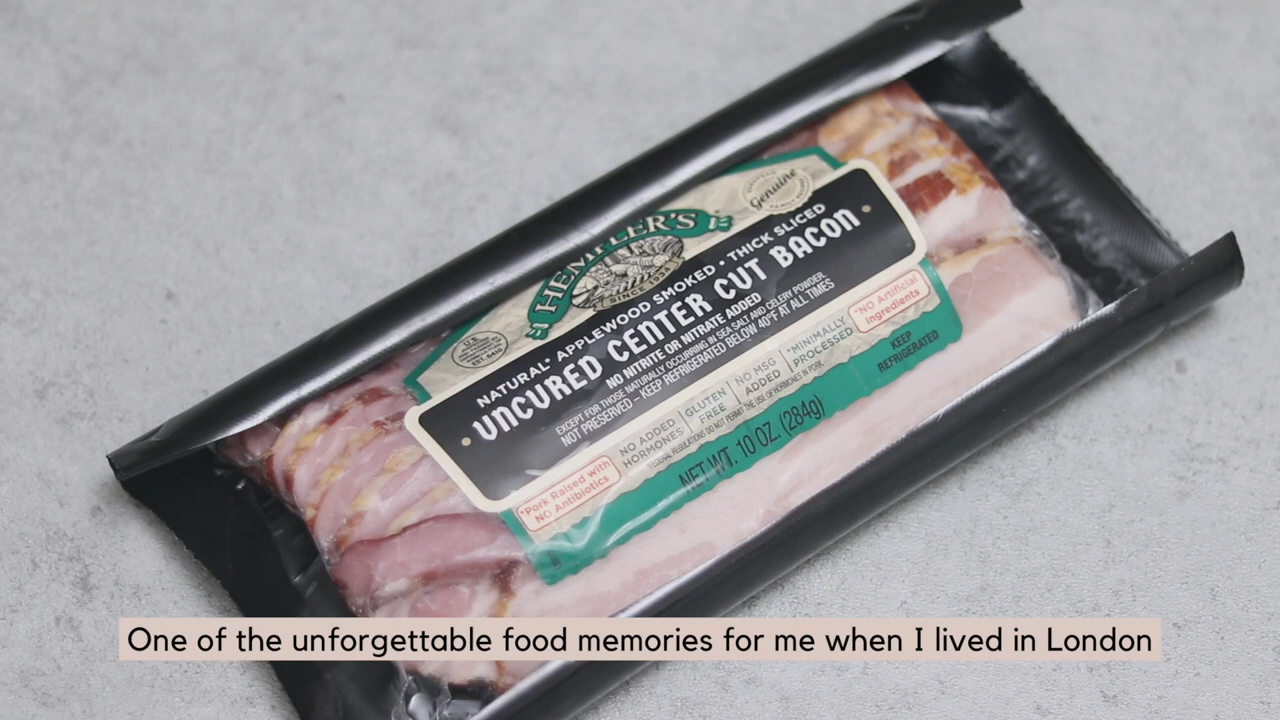 HEMPLER'S
SINCE 1934
Genuine
U.S.
NATURAL* APPLEWOOD SMOKED • THICK SLICED
UNCURED CENTER CUT BACON
NO NITRITE OR NITRATE ADDED
EXCEPT FOR THOSE NATURALLY OCCURRING IN SEA SALT AND CELERY POWDER.
NOT PRESERVED – KEEP REFRIGERATED BELOW 40°F AT ALL TIMES
NO ADDED
HORMONES*
GLUTEN
FREE
NO MSG
ADDED
*MINIMALLY
PROCESSED
*NO Artificial
Ingredients
*FEDERAL REGULATIONS DO NOT PERMIT THE USE OF HORMONES IN PORK.
*Pork Raised with
NO Antibiotics
NET WT. 10 OZ. (284g)
KEEP
REFRIGERATED
One of the unforgettable food memories for me when I lived in London